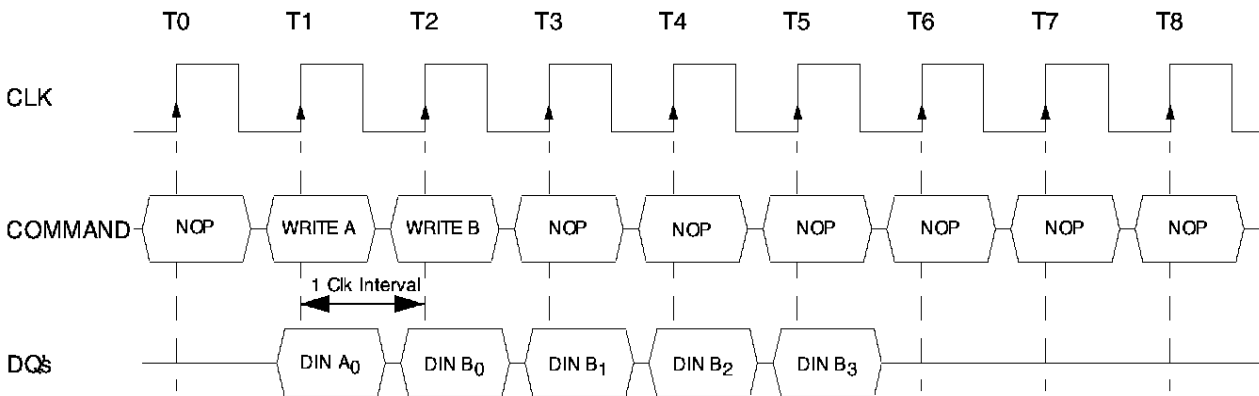 T0 T1 T2 T3 T4 T5 T6 T7 T8
CLK
COMMAND NOP WRITE A WRITE B NOP NOP NOP NOP NOP NOP
1 Clk Interval
DQ's DIN A0 DIN B0 DIN B1 DIN B2 DIN B3